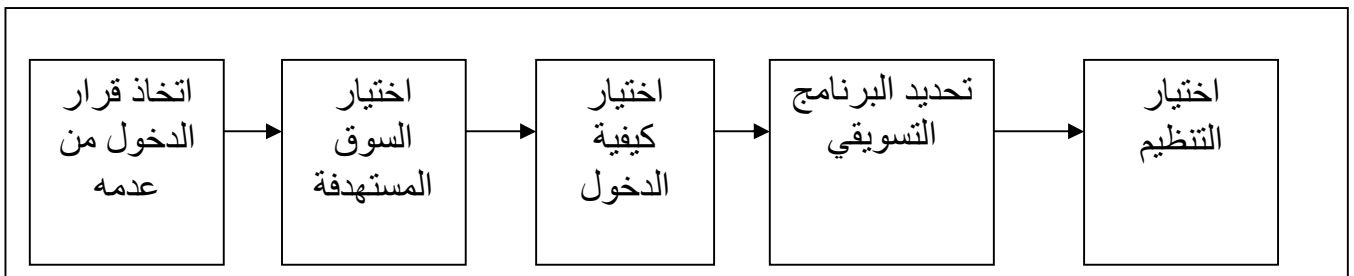 اتخاذ قرار
الدخول من
عدمه
اختيار
السوق
المستهدفة
اختيار
كيفية
الدخول
تحديد البرنامج
التسويقي
اختيار
التنظيم